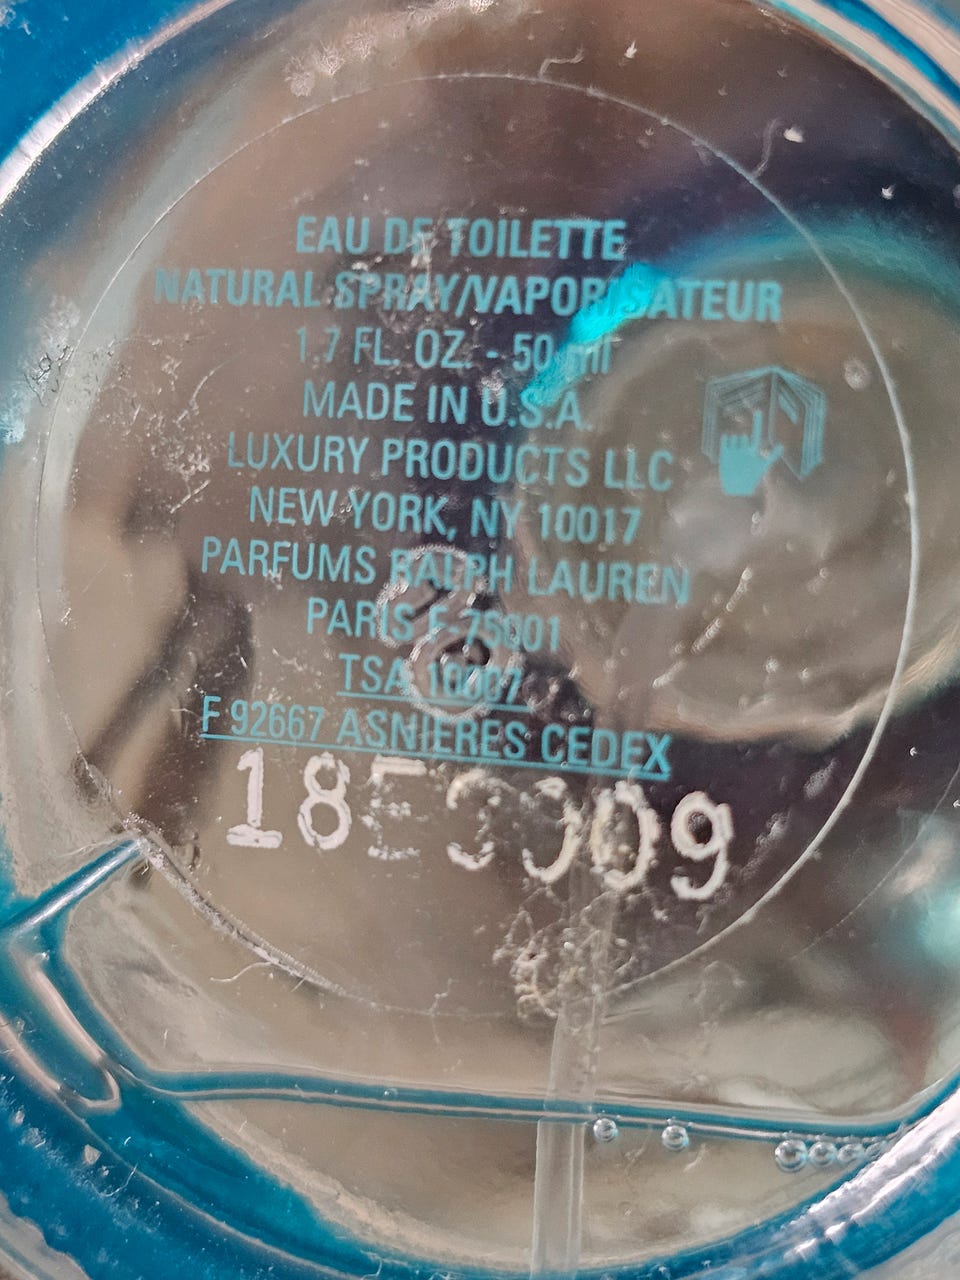 EAU DE TOILETTE
NATURAL SPRAY/VAPORISATEUR
1.7 FL. OZ. - 50 ml
MADE IN U.S.A.
LUXURY PRODUCTS LLC
NEW YORK, NY 10017
PARFUMS RALPH LAUREN
PARIS F-75001
TSA 10007
F 92667 ASNIERES CEDEX